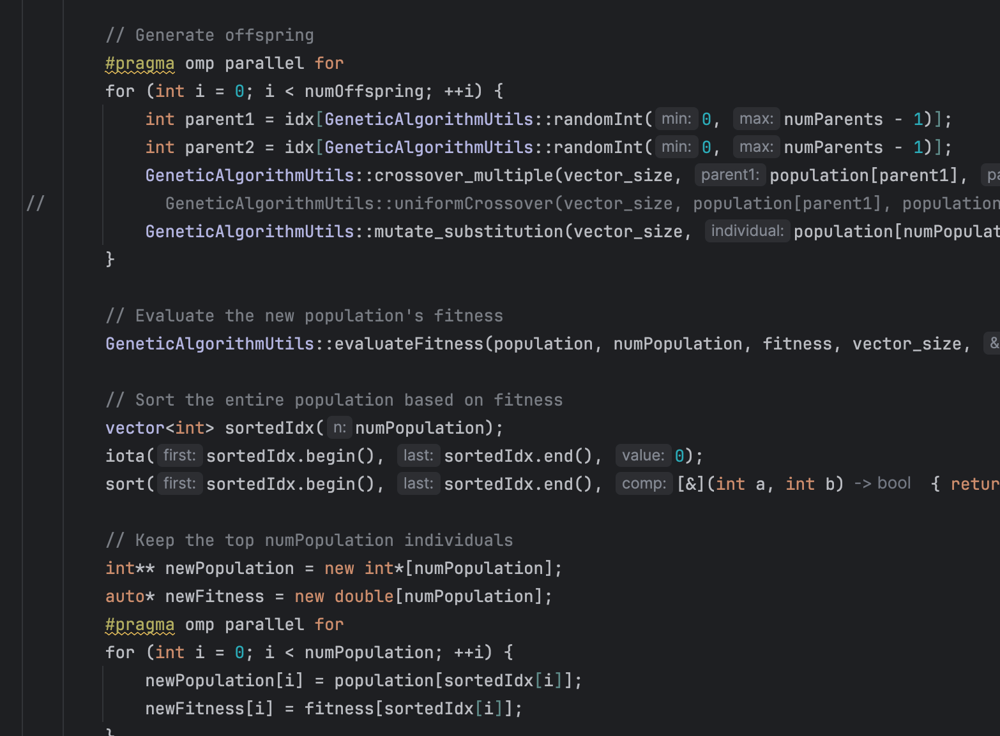 // Generate offspring
#pragma omp parallel for
for (int i = 0; i < numOffspring; ++i) {
int parent1 = idx[GeneticAlgorithmUtils::randomInt( min: 0, max: numParents - 1)];
int parent2 = idx[GeneticAlgorithmUtils::randomInt( min: 0, max: numParents - 1)];
GeneticAlgorithmUtils::crossover_multiple(vector_size, parent1: population[parent1], pa
// GeneticAlgorithmUtils::uniformCrossover(vector_size, population[parent1], population
GeneticAlgorithmUtils::mutate_substitution(vector_size, individual: population[numPopulat
}
// Evaluate the new population's fitness
GeneticAlgorithmUtils::evaluateFitness(population, numPopulation, fitness, vector_size, &
// Sort the entire population based on fitness
vector<int> sortedIdx( n: numPopulation);
iota( first: sortedIdx.begin(), last: sortedIdx.end(), value: 0);
sort( first: sortedIdx.begin(), last: sortedIdx.end(), comp: [&](int a, int b) -> bool { retur
// Keep the top numPopulation individuals
int** newPopulation = new int*[numPopulation];
auto* newFitness = new double[numPopulation];
#pragma omp parallel for
for (int i = 0; i < numPopulation; ++i) {
newPopulation[i] = population[sortedIdx[i]];
newFitness[i] = fitness[sortedIdx[i]];
}